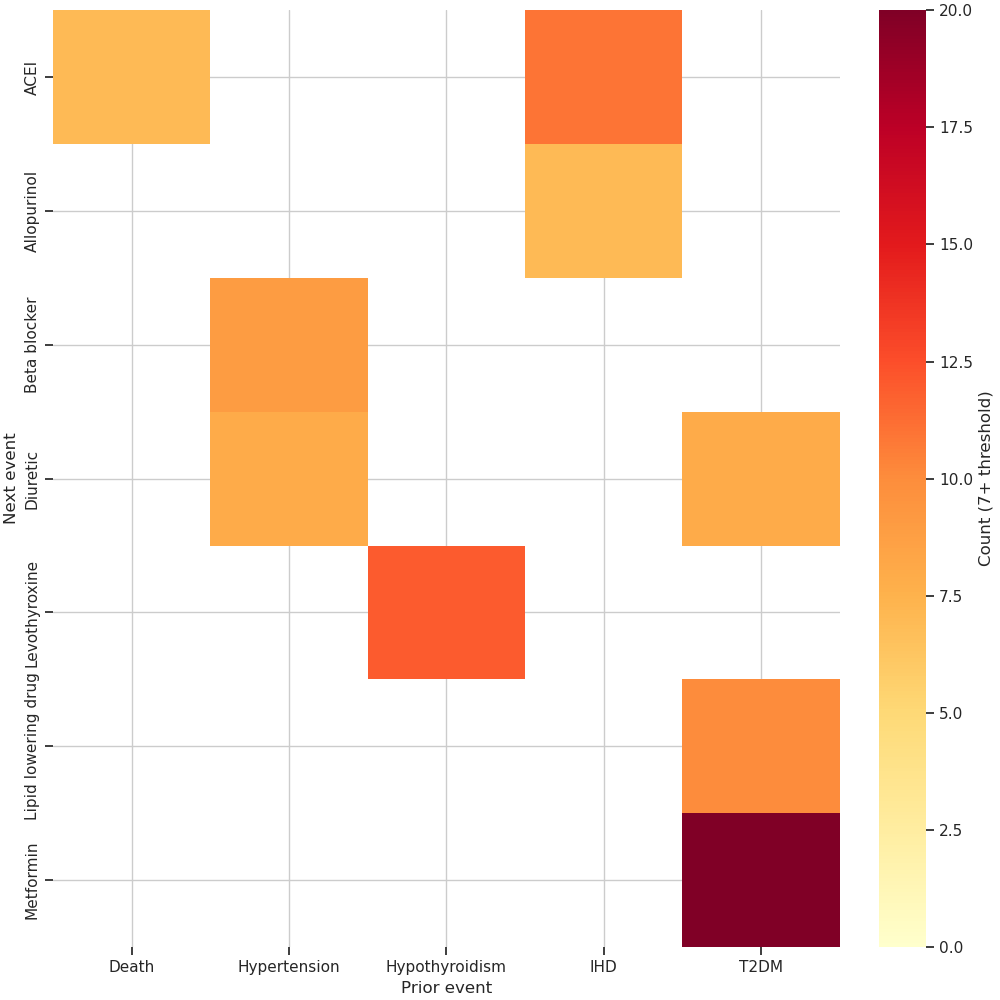 Next event
ACEI
Allopurinol
Beta blocker
Diuretic
Levothyroxine
Lipid lowering drug
Metformin
Death
Hypertension
Hypothyroidism
IHD
T2DM
Prior event
20.0
17.5
15.0
12.5
10.0
7.5
5.0
2.5
0.0
Count (7+ threshold)